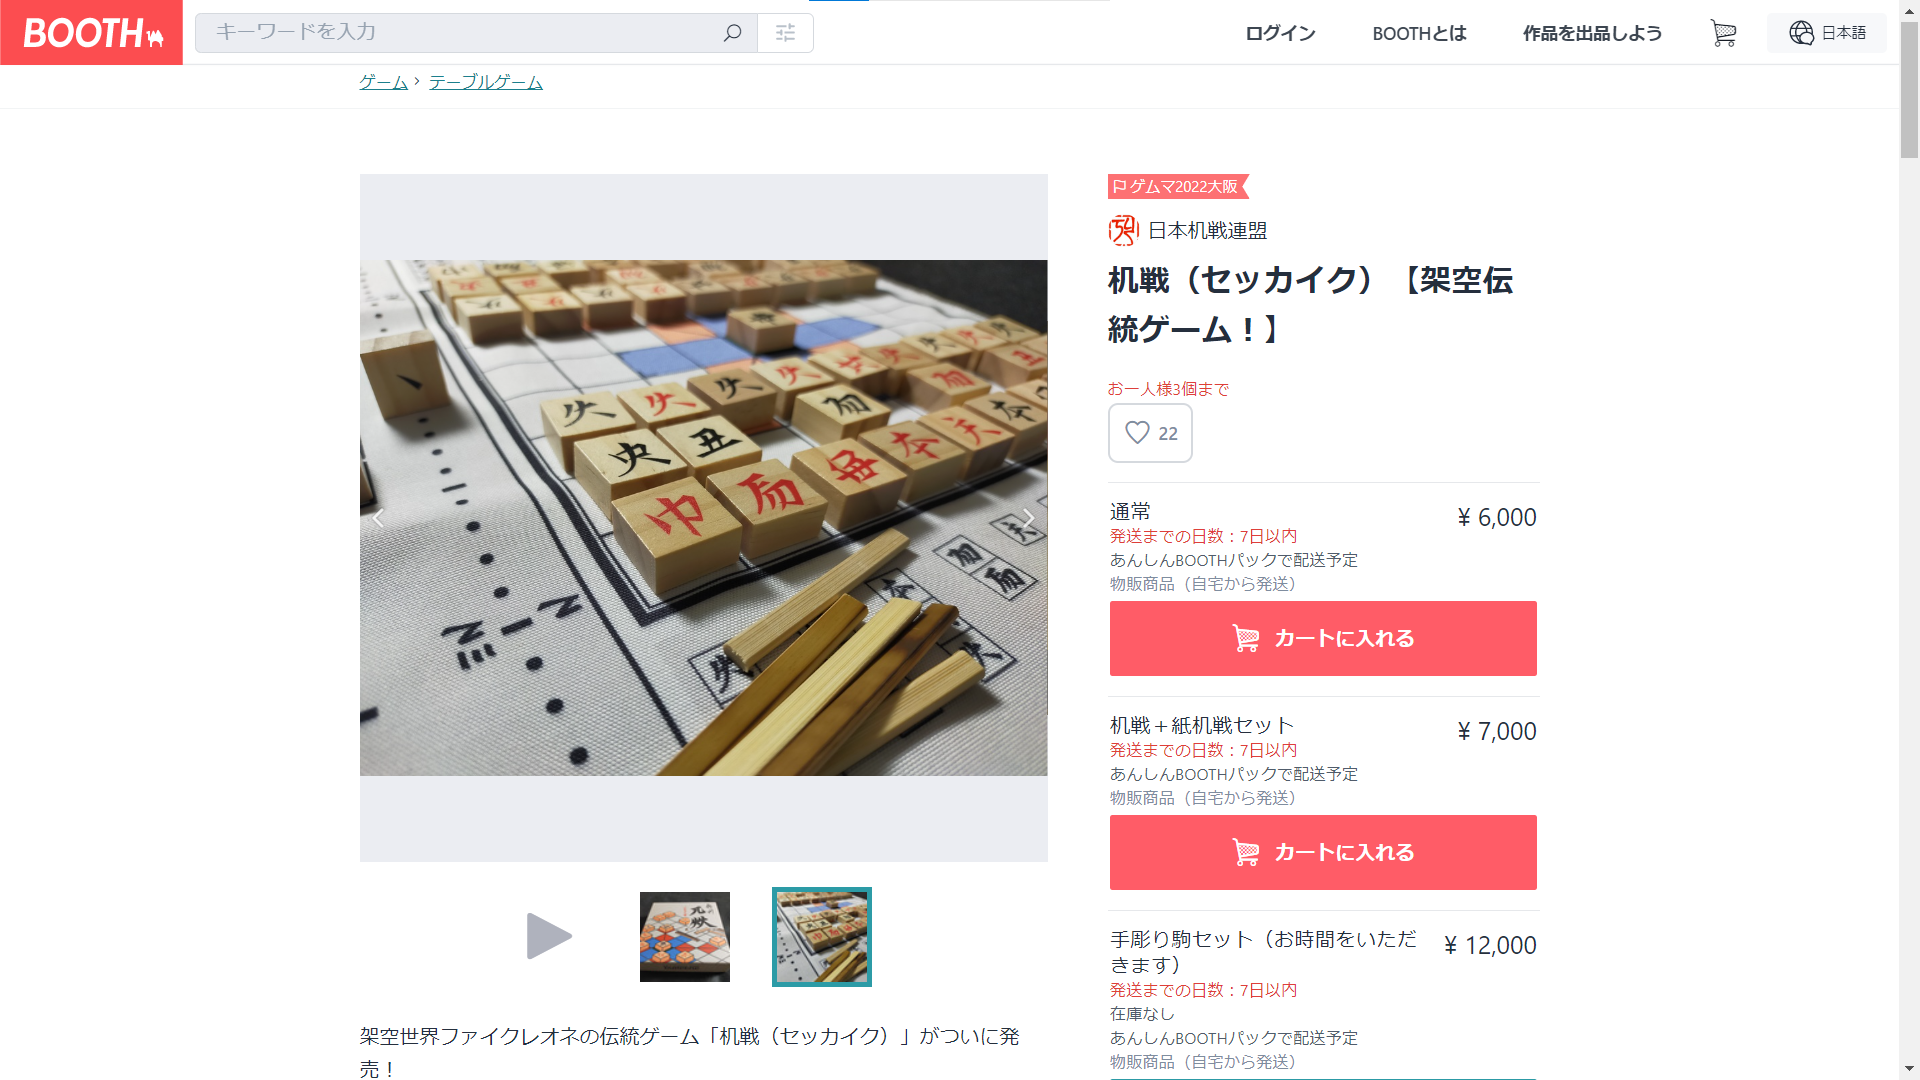 BOOTH
キーワードを入力
ログイン
BOOTHとは
作品を出品しよう
日本語
ゲーム
テーブルゲーム
ゲムマ2022大阪
日本机戦連盟
机戦（セッカイク）【架空伝
統ゲーム！】
お一人様3個まで
22
通常
¥ 6,000
発送までの日数：7日以内
あんしんBOOTHパックで配送予定
物販商品（自宅から発送）
カートに入れる
机戦＋紙机戦セット
¥ 7,000
発送までの日数：7日以内
あんしんBOOTHパックで配送予定
物販商品（自宅から発送）
カートに入れる
手彫り駒セット（お時間をいただ
きます）
¥ 12,000
発送までの日数：7日以内
在庫なし
あんしんBOOTHパックで配送予定
物販商品（自宅から発送）
架空世界ファイクレオネの伝統ゲーム「机戦（セッカイク）」がついに発
売！